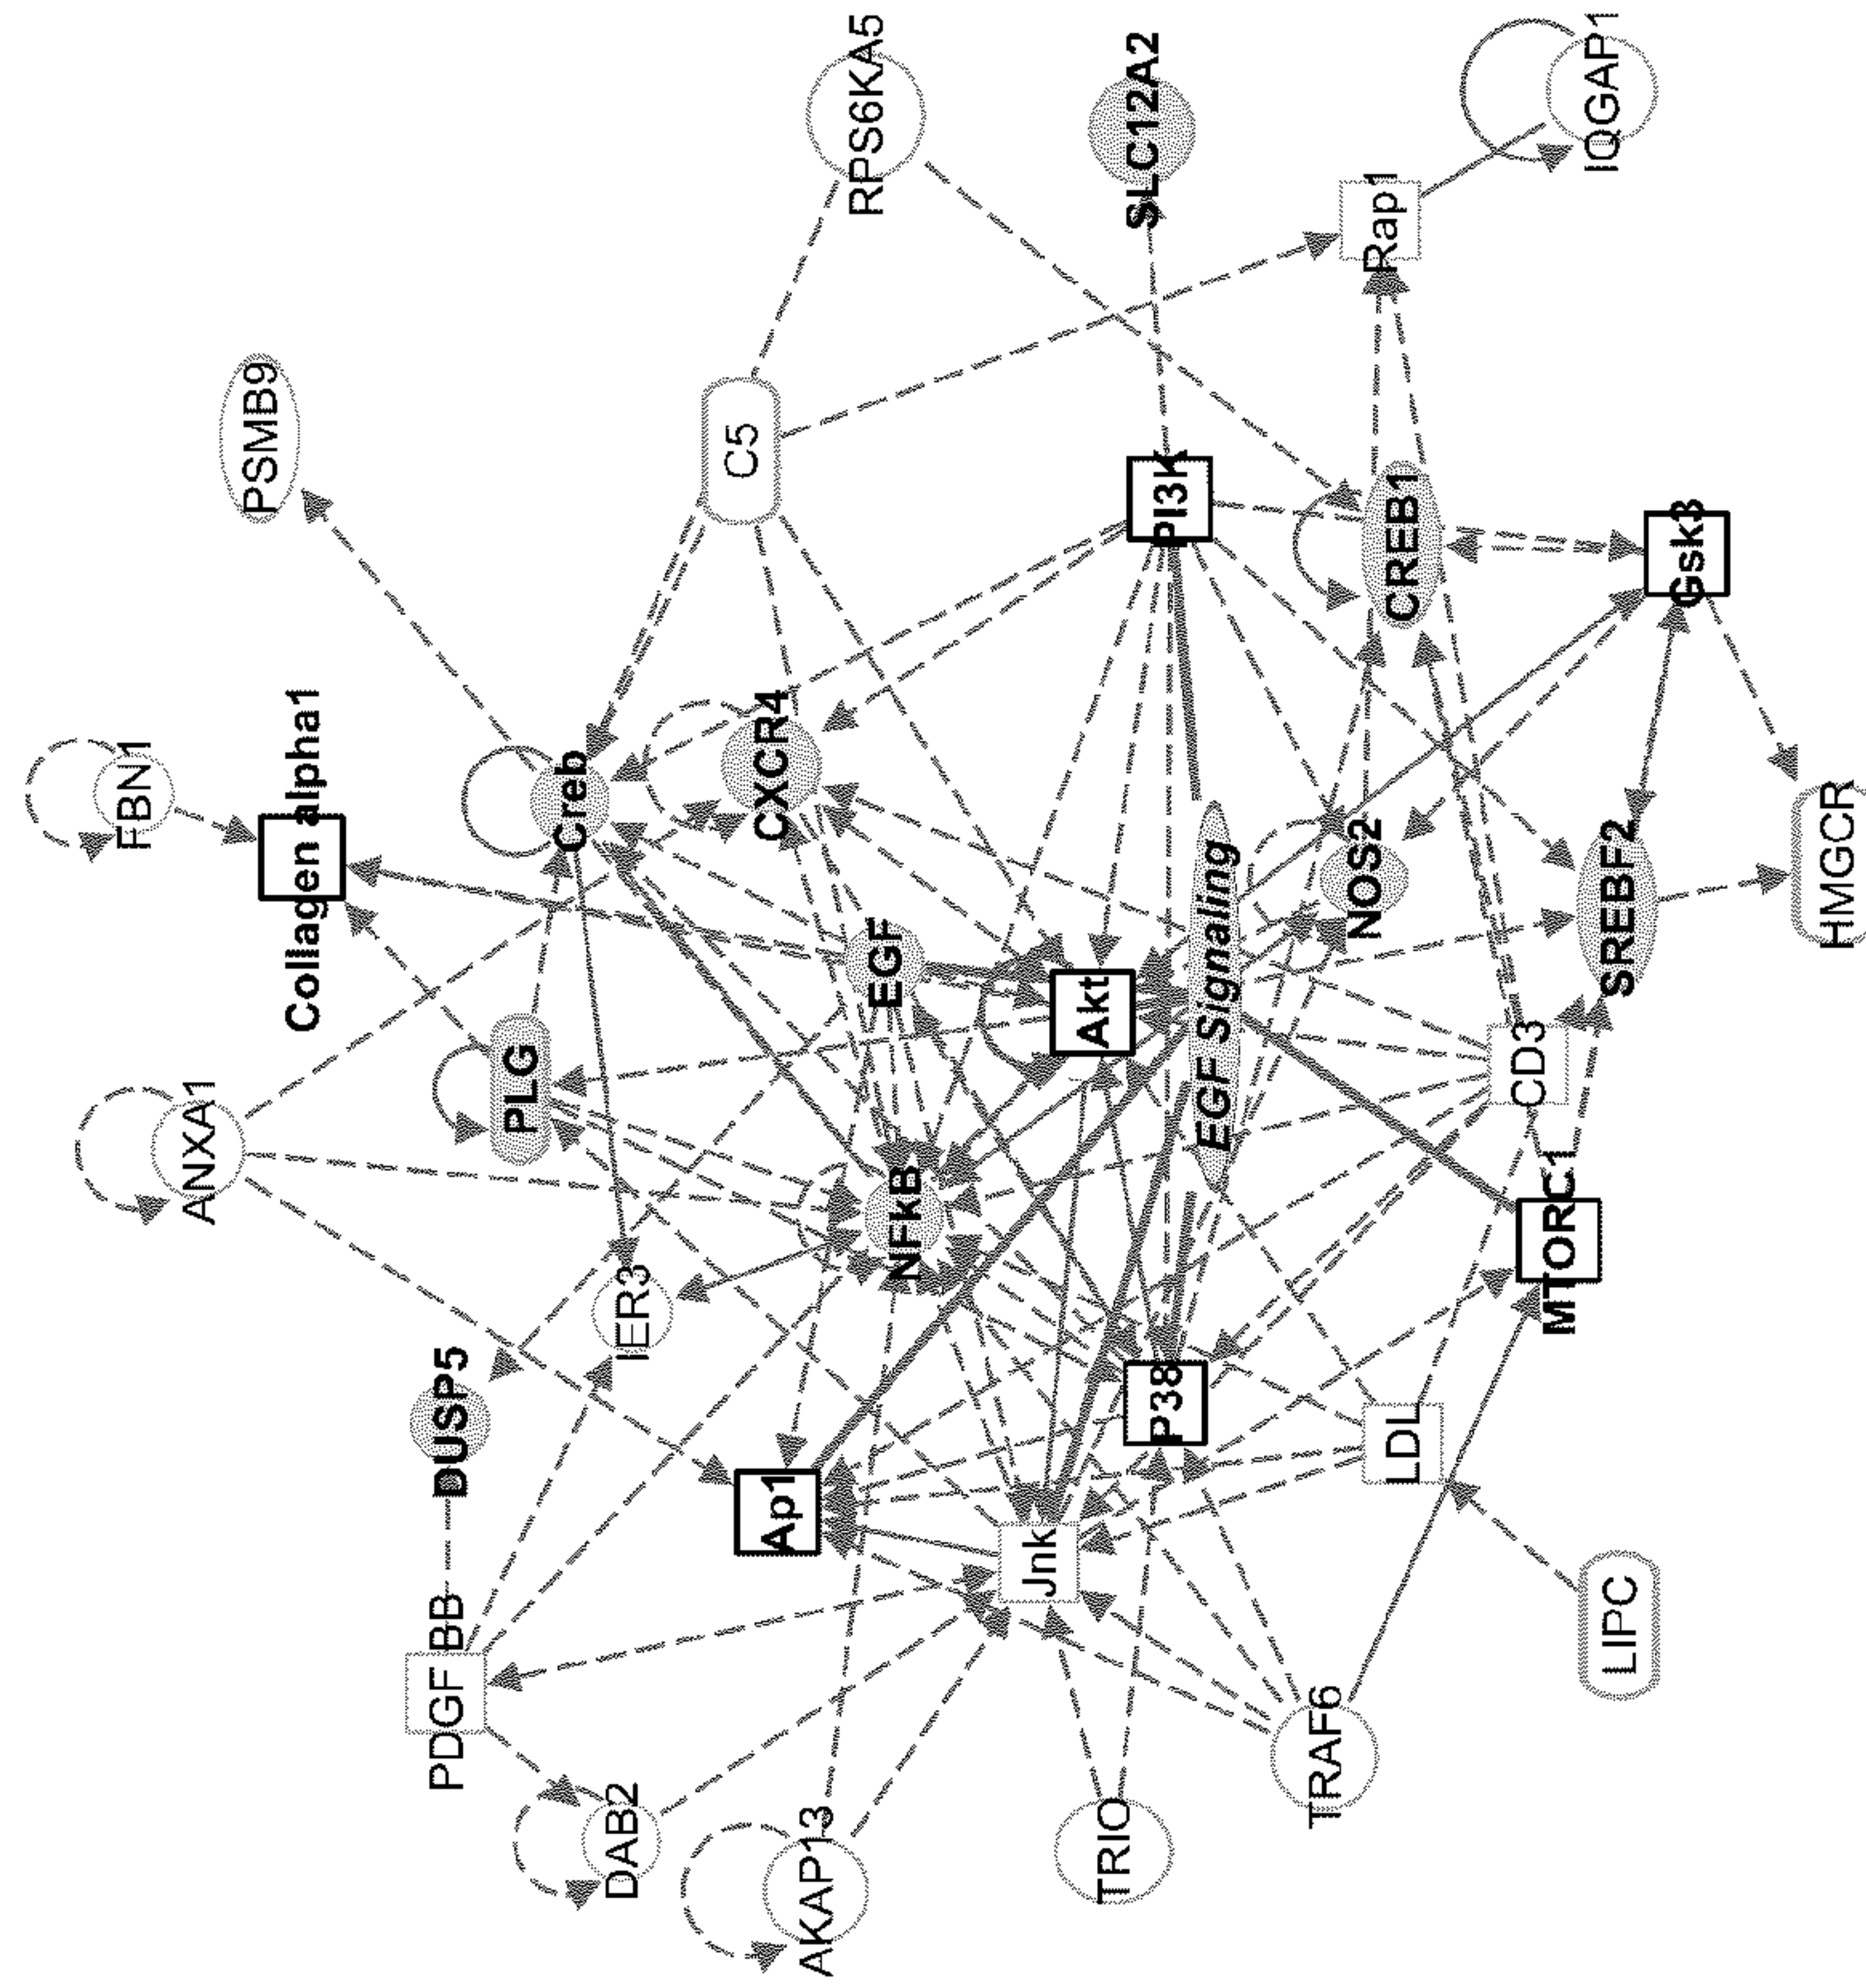 FBN1
Collagen alpha1
PSMB9
ANXA1
PLG
Creb
CXCR4
C5
RPS6KA5
DUSP5
IER3
NFkB
EGF
Akt
PI3K
SLC12A2
PDGF BB
DAB2
AKAP13
Ap1
Jnk
P38
EGF Signaling
NOS2
CREB1
Rap1
IQGAP1
Gsk3
TRIO
TRAF6
LDL
LIPC
MTORC1
CD3
SREBF2
HMGCR